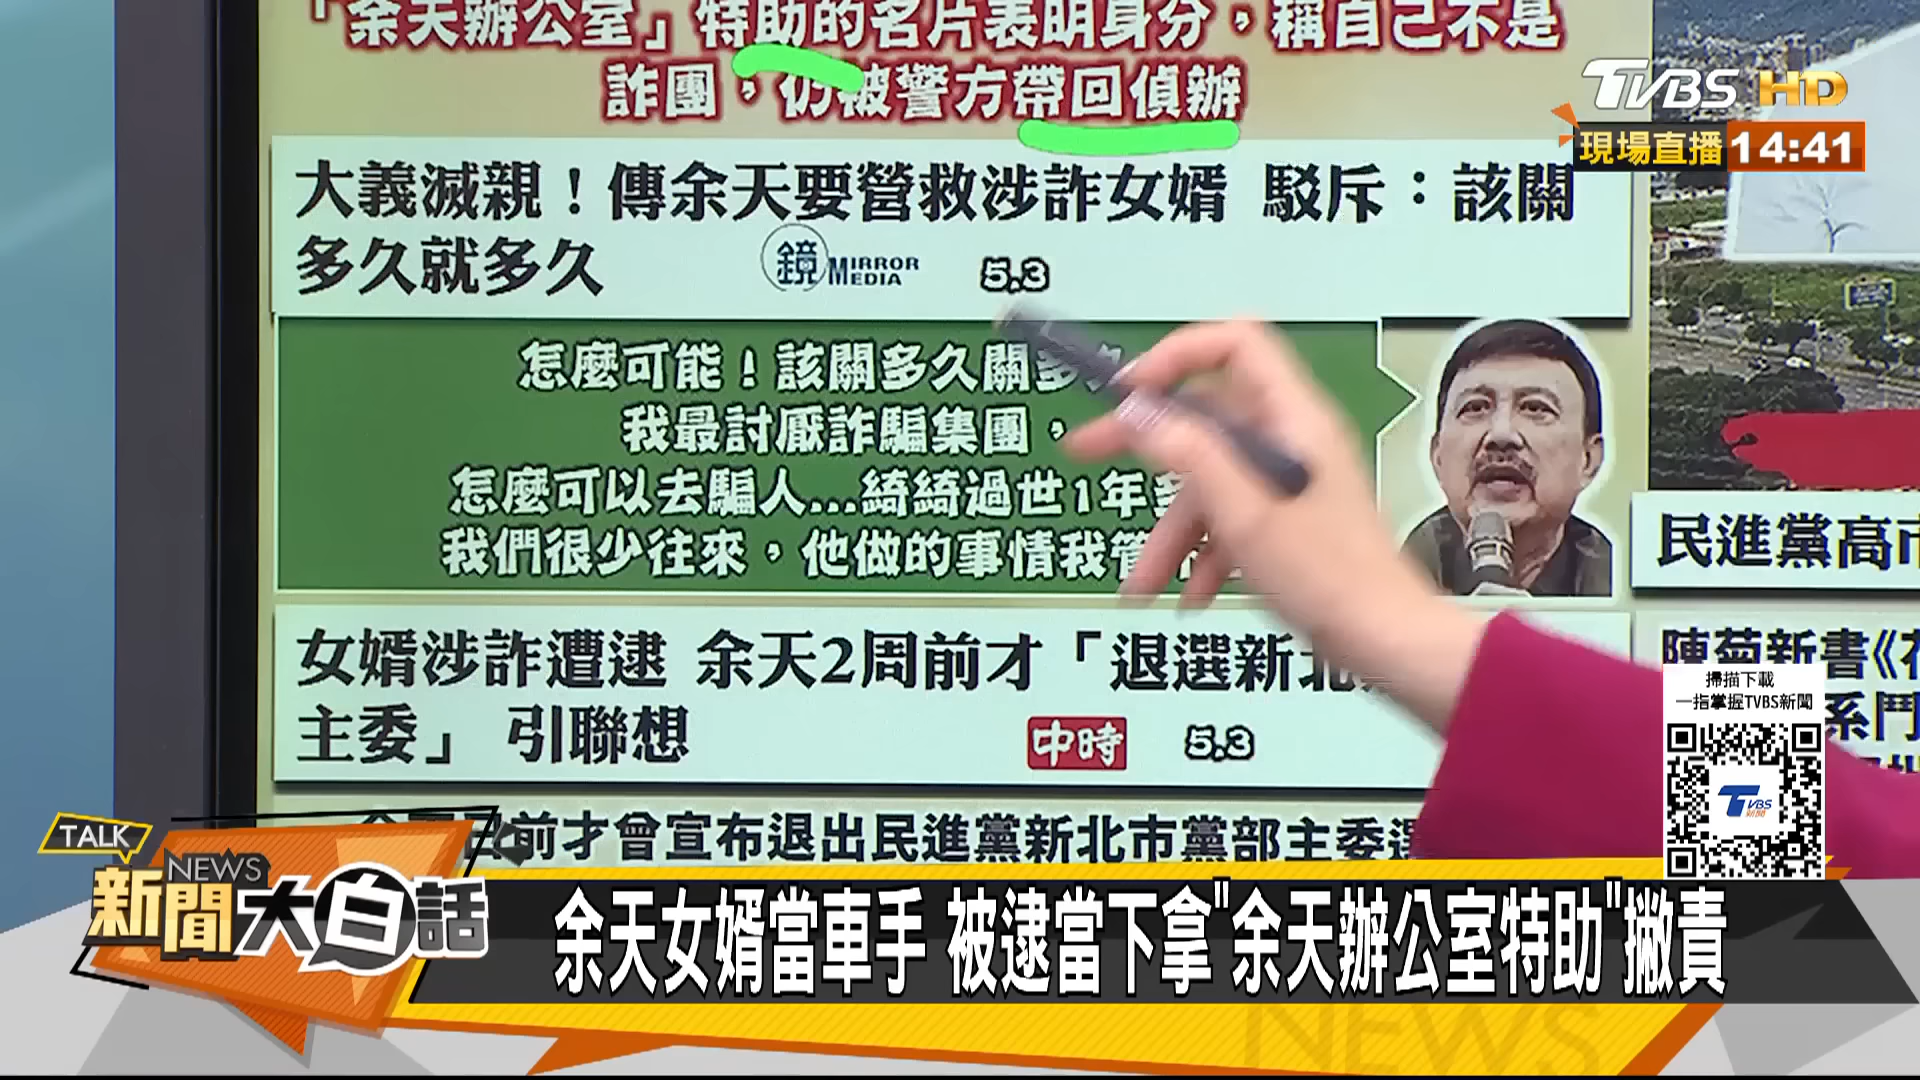 「余天辦公室」特助的名片表明身分，稱自己不是
詐團，仍被警方帶回偵辦
TVBS HD
現場直播 14:41
大義滅親！傳余天要營救涉詐女婿 駁斥：該關
多久就多久
鏡 MIRROR MEDIA 5.3
怎麼可能！該關多久關多久
我最討厭詐騙集團，
怎麼可以去騙人...綺綺過世1年多
我們很少往來，他做的事情我管
女婿涉詐遭逮 余天2周前才「退選新北
主委」 引聯想
中時 5.3
前才曾宣布退出民進黨新北市黨部主委選
民進黨高市
陳菊新書《花
系鬥
掃描下載
一指掌握TVBS新聞
TVBS 新聞
TALK
NEWS
新聞大白話
余天女婿當車手 被逮當下拿"余天辦公室特助"撇責
NEWS